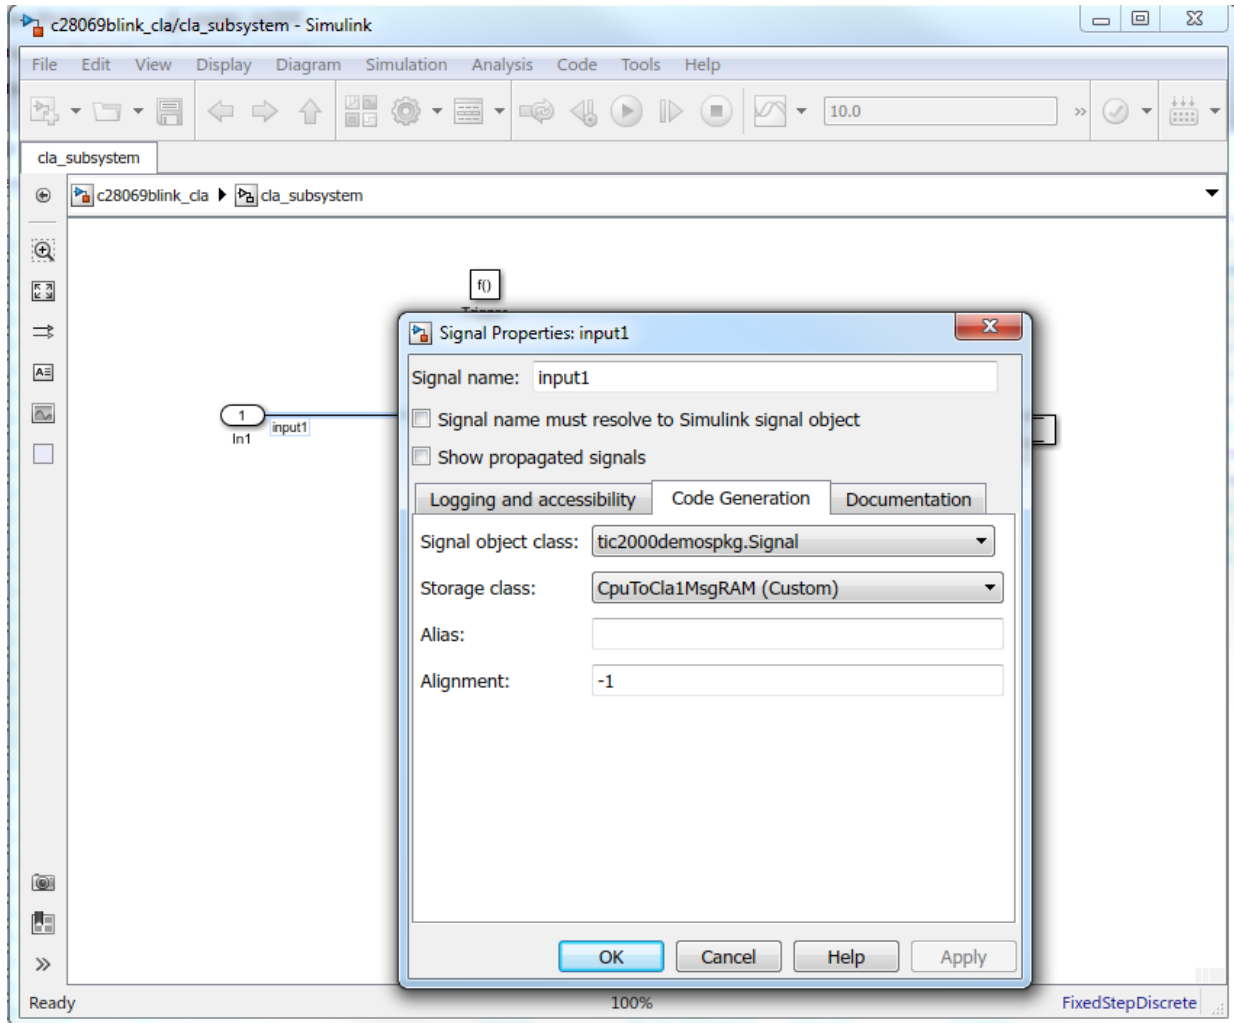 c28069blink_cla/cla_subsystem - Simulink
File Edit View Display Diagram Simulation Analysis Code Tools Help
10.0
cla_subsystem
c28069blink_cla cla_subsystem
f()
Trigger
Signal Properties: input1
Signal name: input1
1
In1
input1
Signal name must resolve to Simulink signal object
Show propagated signals
Logging and accessibility Code Generation Documentation
Signal object class: tic2000demospkg.Signal
Storage class: CpuToCla1MsgRAM (Custom)
Alias:
Alignment: -1
OK Cancel Help Apply
Ready 100% FixedStepDiscrete